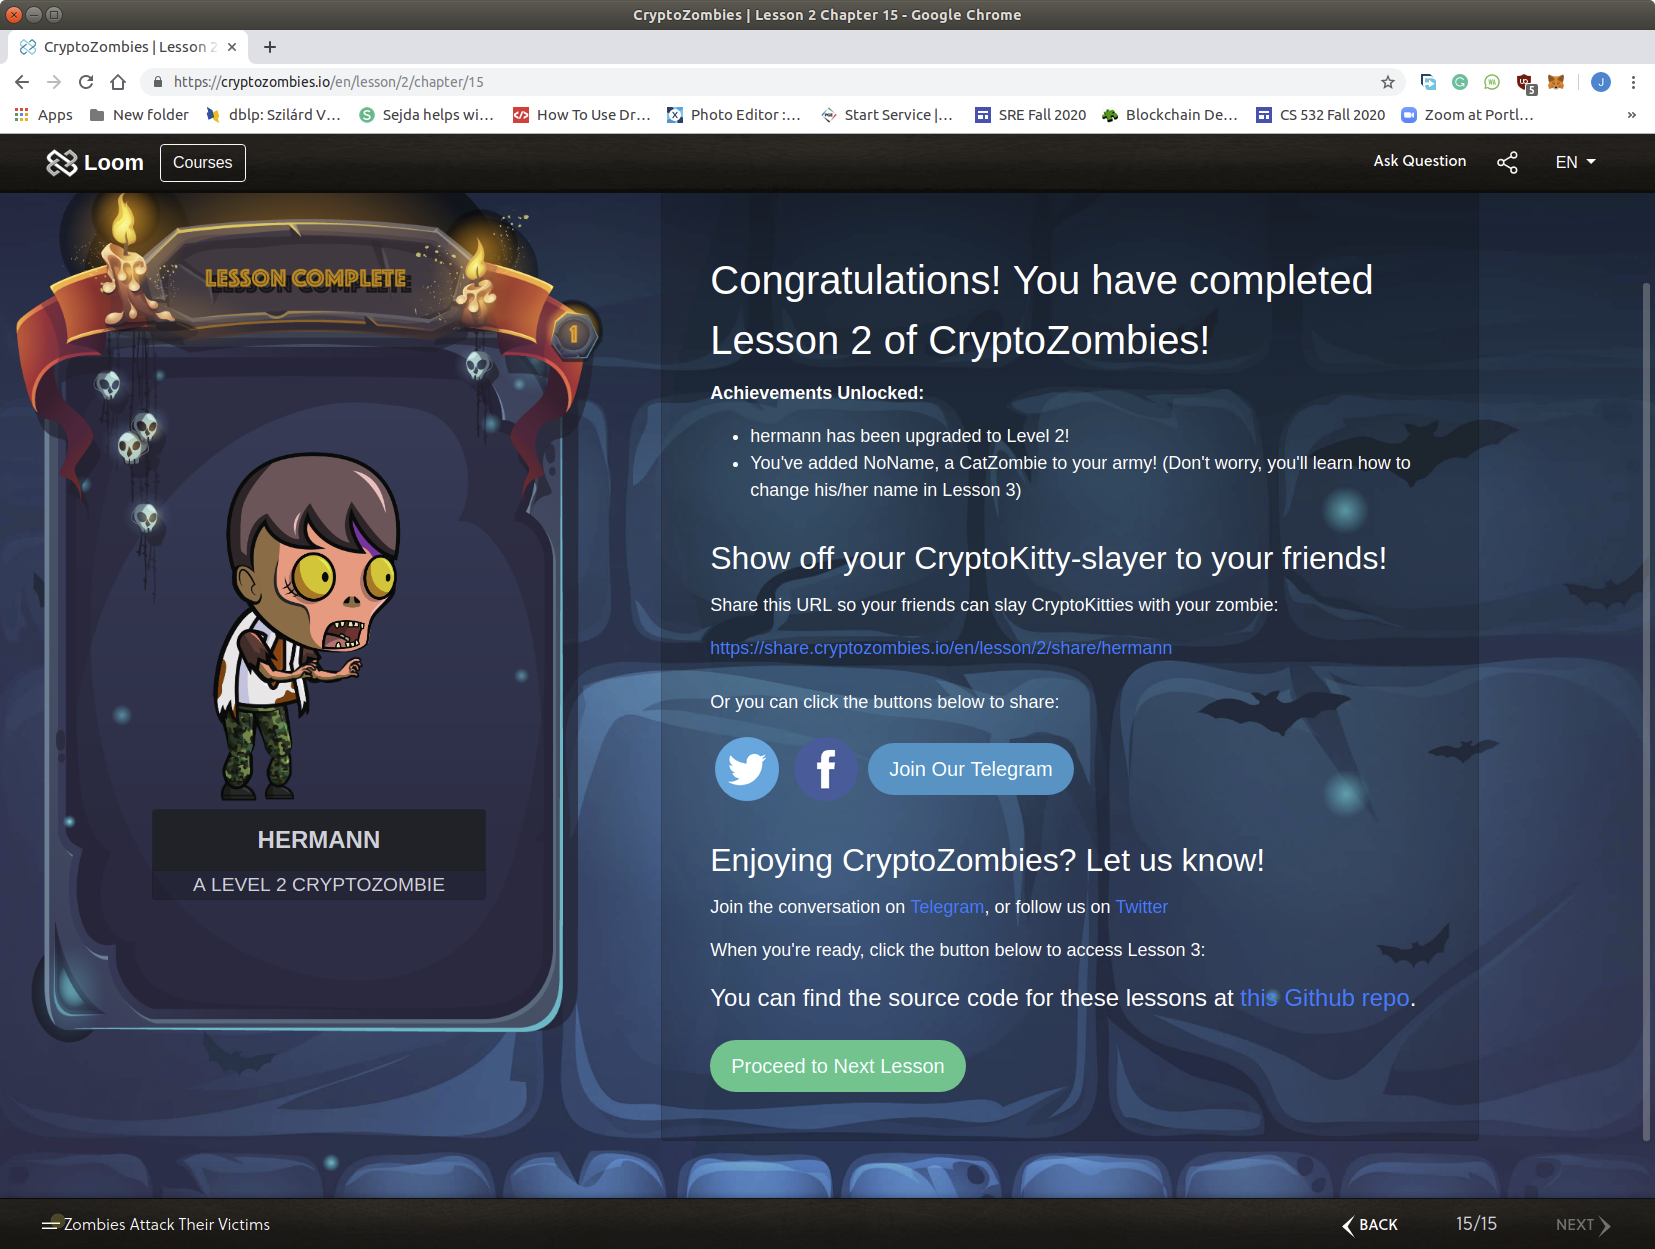 CryptoZombies | Lesson 2 Chapter 15 - Google Chrome
CryptoZombies | Lesson 2
https://cryptozombies.io/en/lesson/2/chapter/15
5
J
Apps
New folder
dblp: Szilárd V...
Sejda helps wi...
How To Use Dr...
Photo Editor :...
Start Service |...
SRE Fall 2020
Blockchain De...
CS 532 Fall 2020
Zoom at Portl...
»
Loom
Courses
Ask Question
EN
LESSON COMPLETE
1
HERMANN
A LEVEL 2 CRYPTOZOMBIE
Congratulations! You have completed
Lesson 2 of CryptoZombies!
Achievements Unlocked:
• hermann has been upgraded to Level 2!
• You've added NoName, a CatZombie to your army! (Don't worry, you'll learn how to
change his/her name in Lesson 3)
Show off your CryptoKitty-slayer to your friends!
Share this URL so your friends can slay CryptoKitties with your zombie:
https://share.cryptozombies.io/en/lesson/2/share/hermann
Or you can click the buttons below to share:
Join Our Telegram
Enjoying CryptoZombies? Let us know!
Join the conversation on Telegram, or follow us on Twitter
When you're ready, click the button below to access Lesson 3:
You can find the source code for these lessons at this Github repo.
Proceed to Next Lesson
Zombies Attack Their Victims
BACK
15/15
NEXT